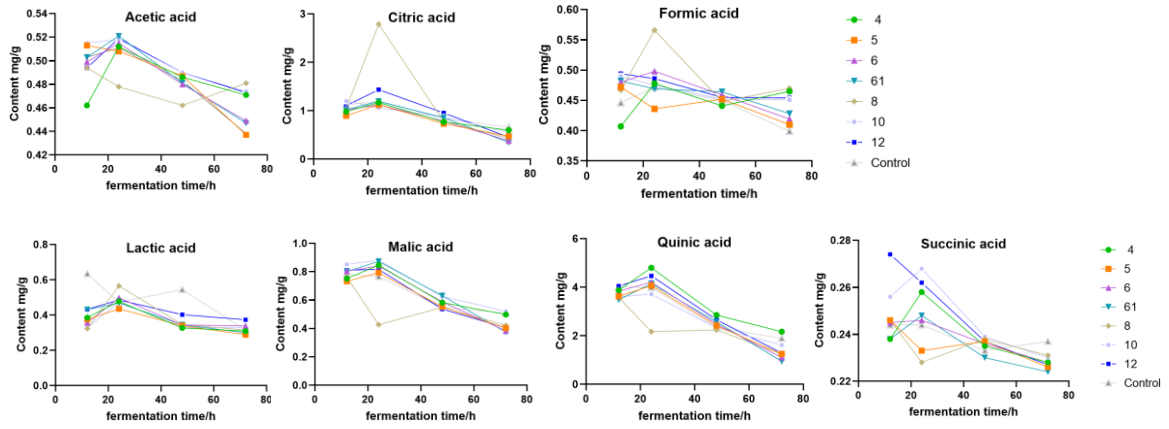 Acetic acid
Content mg/g
0.54
0.52
0.50
0.48
0.46
0.44
0.42
0 20 40 60 80
fermentation time/h
Citric acid
Content mg/g
3
2
1
0
0 20 40 60 80
fermentation time/h
Formic acid
Content mg/g
0.60
0.55
0.50
0.45
0.40
0.35
0 20 40 60 80
fermentation time/h
4
5
6
61
8
10
12
Control
Lactic acid
Content mg/g
0.8
0.6
0.4
0.2
0.0
0 20 40 60 80
fermentation time/h
Malic acid
Content mg/g
1.0
0.8
0.6
0.4
0.2
0.0
0 20 40 60 80
fermentation time/h
Quinic acid
Content mg/g
6
4
2
0
0 20 40 60 80
fermentation time/h
Succinic acid
Content mg/g
0.28
0.26
0.24
0.22
0 20 40 60 80
fermentation time/h
4
5
6
61
8
10
12
Control